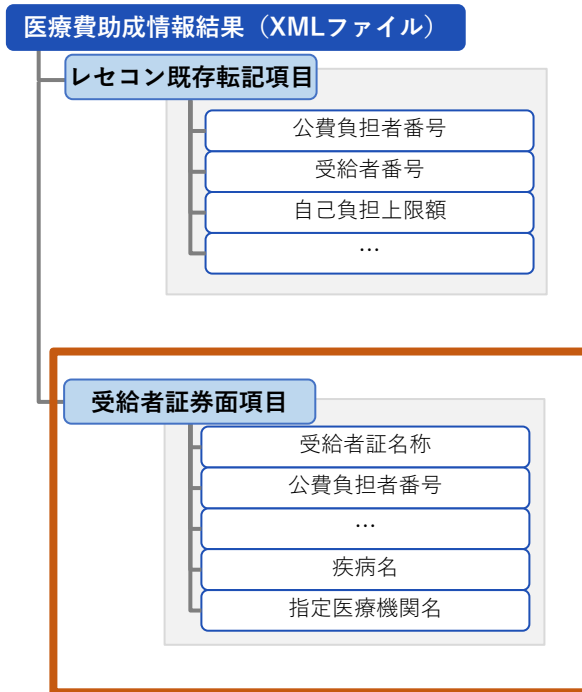 医療費助成情報結果（XMLファイル）
レセコン既存転記項目
公費負担者番号
受給者番号
自己負担上限額
…
受給者証券面項目
受給者証名称
公費負担者番号
…
疾病名
指定医療機関名